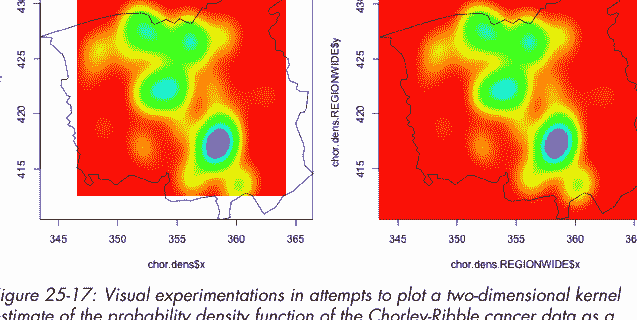 430
425
420
415
345 350 355 360 365
chor.dens$x
chor.dens.REGIONWIDE$y
425
420
415
345 350 355 360
chor.dens.REGIONWIDE$x
igure 25-17: Visual experimentations in attempts to plot a two-dimensional kernel
stimate of the probability density function of the Chorley-Ribble cancer data as a